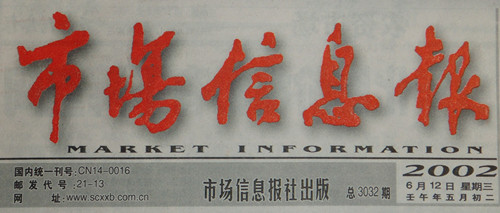 市場信息報
MARKET INFORMATION
国内统一刊号:CN14-0016
邮发代号:21-13
网 址:www.scxxb.com.cn
市场信息报社出版 总3032期
2002
6月12日 星期三
壬午年五月初二